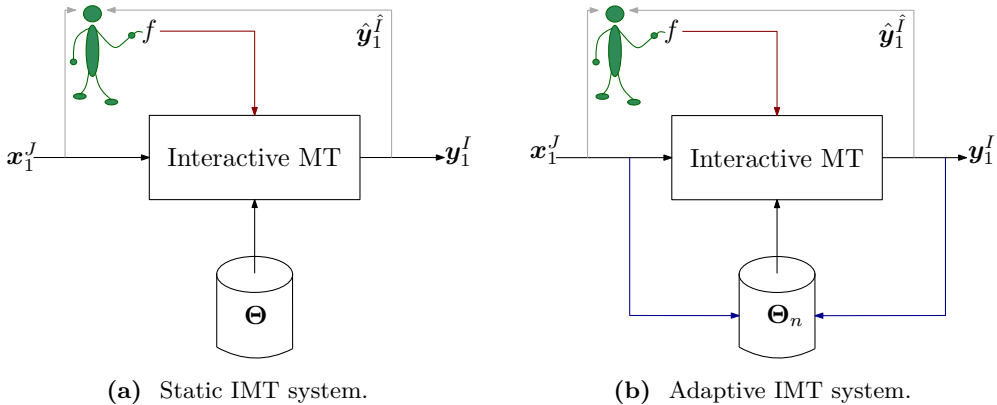 f ŷ₁^Î
f ŷ₁^Î
x₁^J Interactive MT y₁^I
x₁^J Interactive MT y₁^I
Θ
Θₙ
(a) Static IMT system.
(b) Adaptive IMT system.